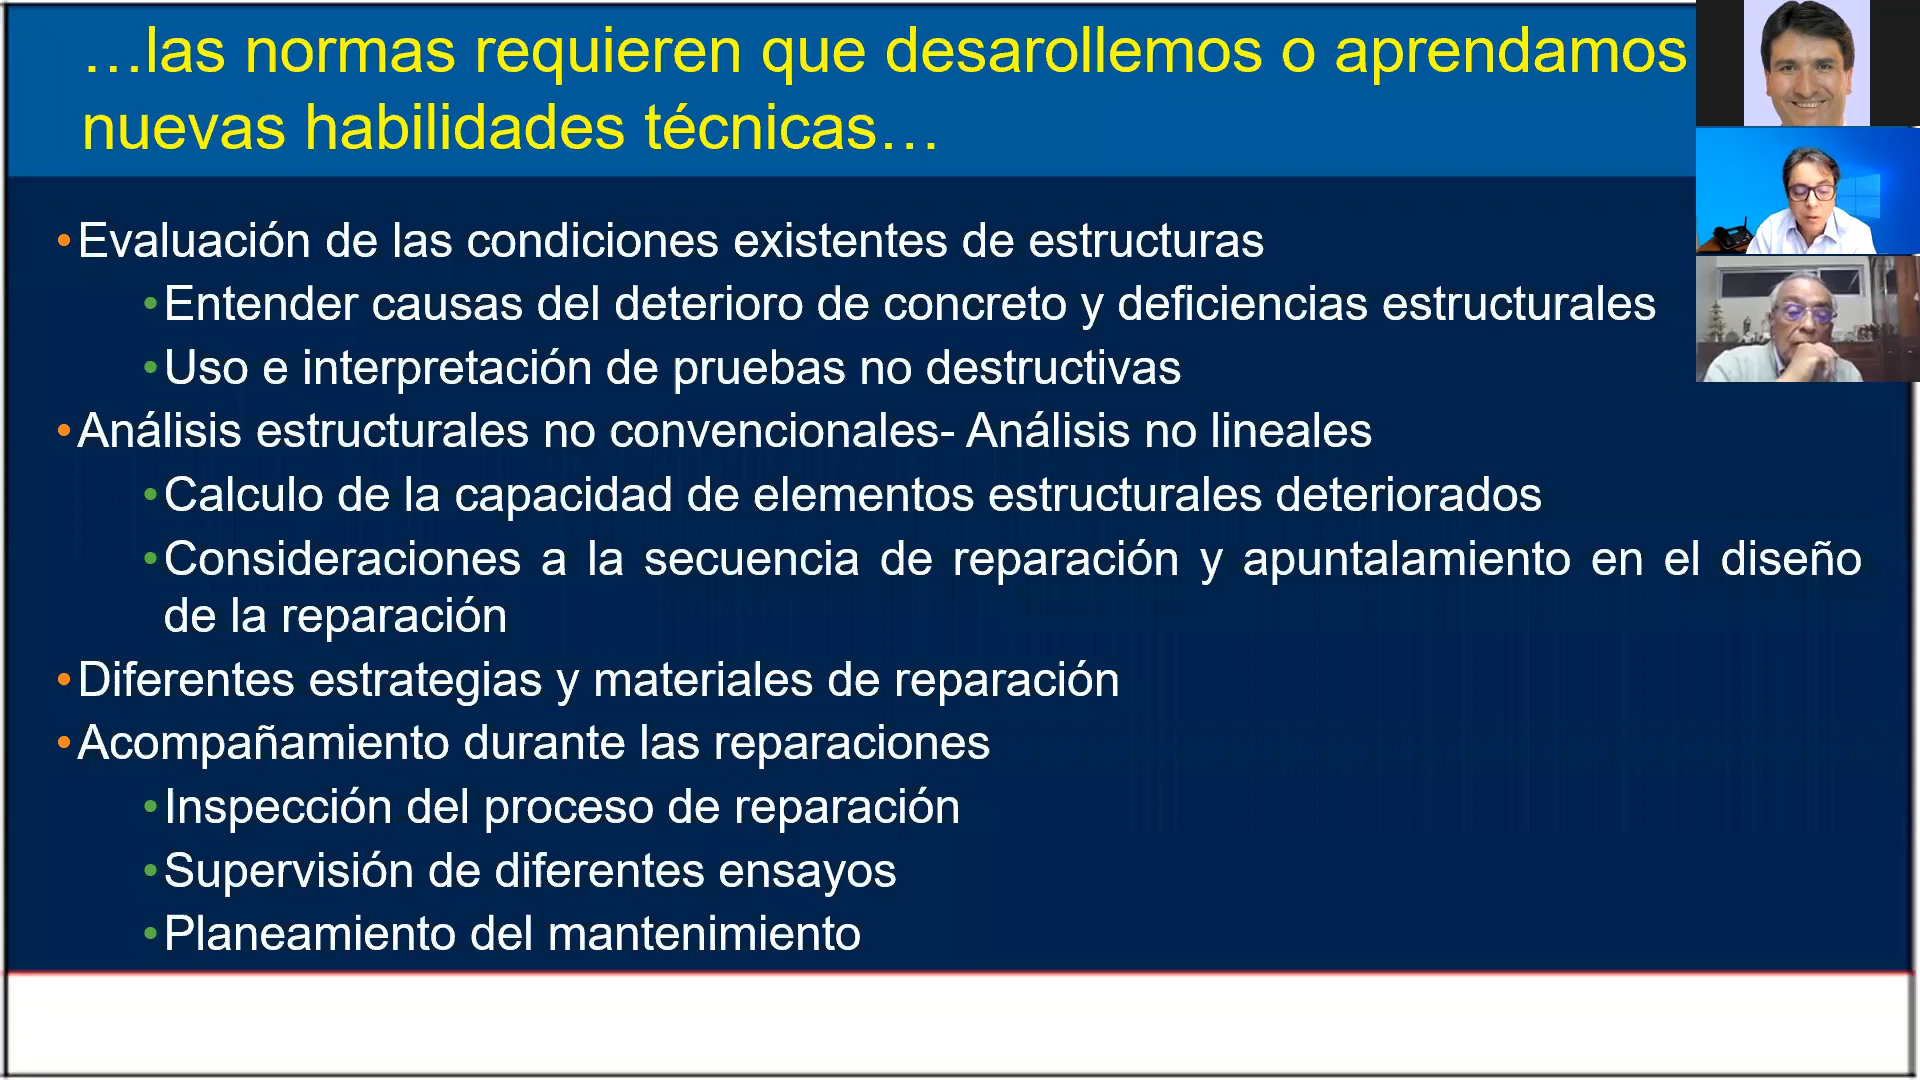 …las normas requieren que desarollemos o aprendamos
nuevas habilidades técnicas…
•Evaluación de las condiciones existentes de estructuras
•Entender causas del deterioro de concreto y deficiencias estructurales
•Uso e interpretación de pruebas no destructivas
•Análisis estructurales no convencionales- Análisis no lineales
•Calculo de la capacidad de elementos estructurales deteriorados
•Consideraciones a la secuencia de reparación y apuntalamiento en el diseño
de la reparación
•Diferentes estrategias y materiales de reparación
•Acompañamiento durante las reparaciones
•Inspección del proceso de reparación
•Supervisión de diferentes ensayos
•Planeamiento del mantenimiento